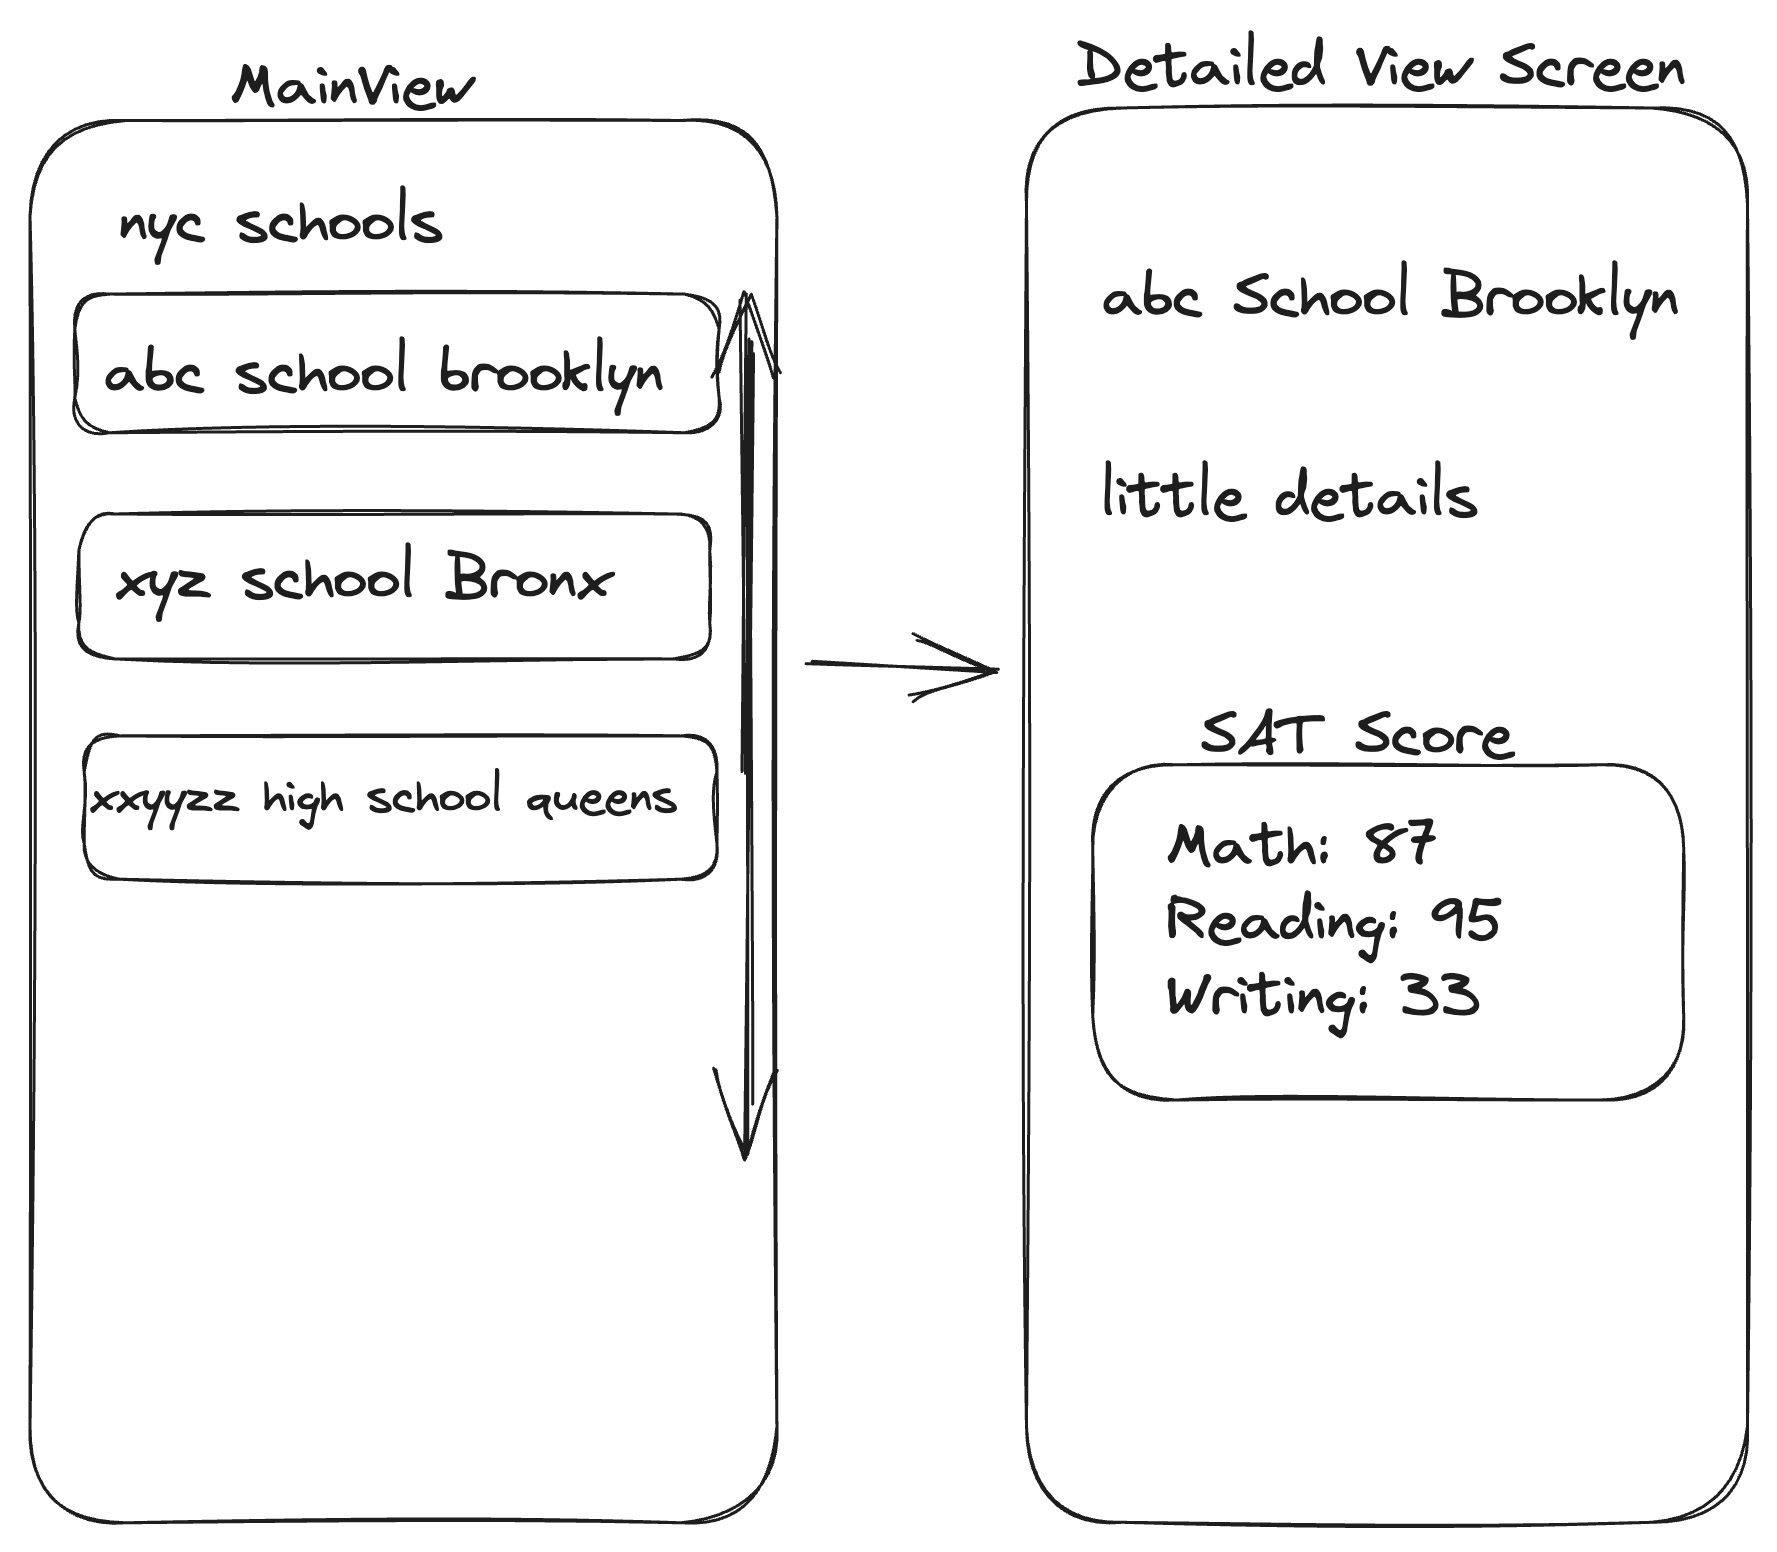 MainView
nyc schools
abc school brooklyn
xyz school Bronx
xxyyzz high school queens
Detailed View Screen
abc School Brooklyn
little details
SAT Score
Math: 87
Reading: 95
Writing: 33